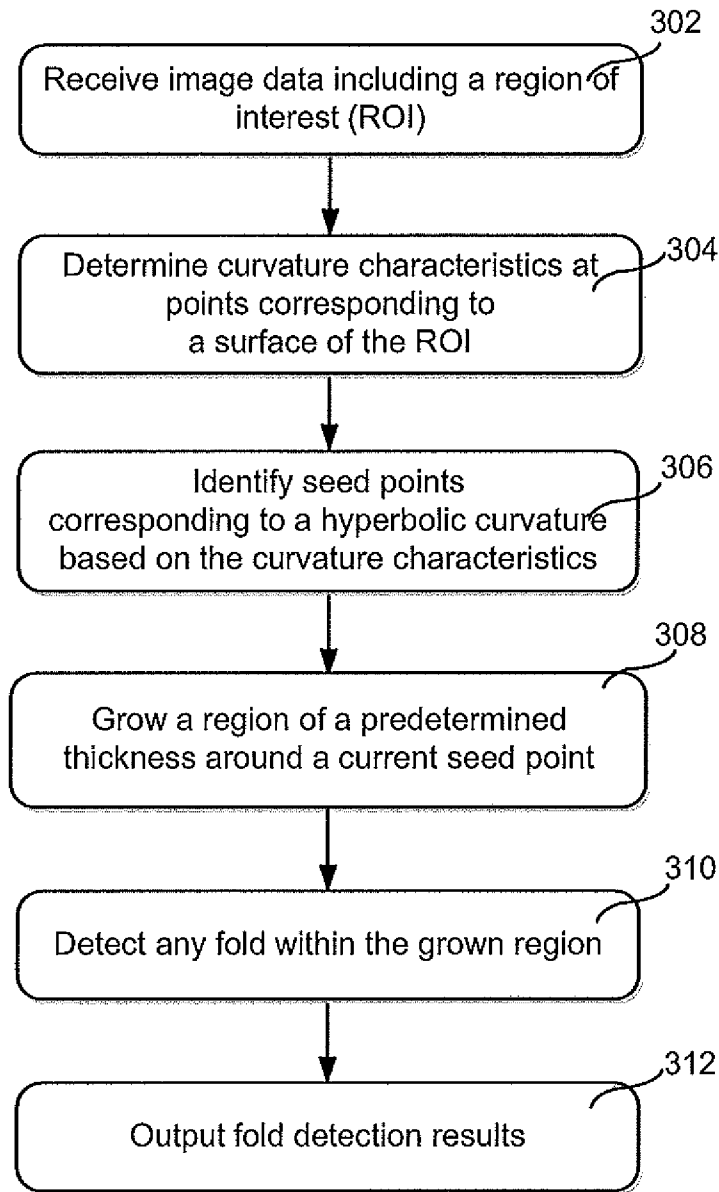 302
Receive image data including a region of
interest (ROI)
304
Determine curvature characteristics at
points corresponding to
a surface of the ROI
306
Identify seed points
corresponding to a hyperbolic curvature
based on the curvature characteristics
308
Grow a region of a predetermined
thickness around a current seed point
310
Detect any fold within the grown region
312
Output fold detection results